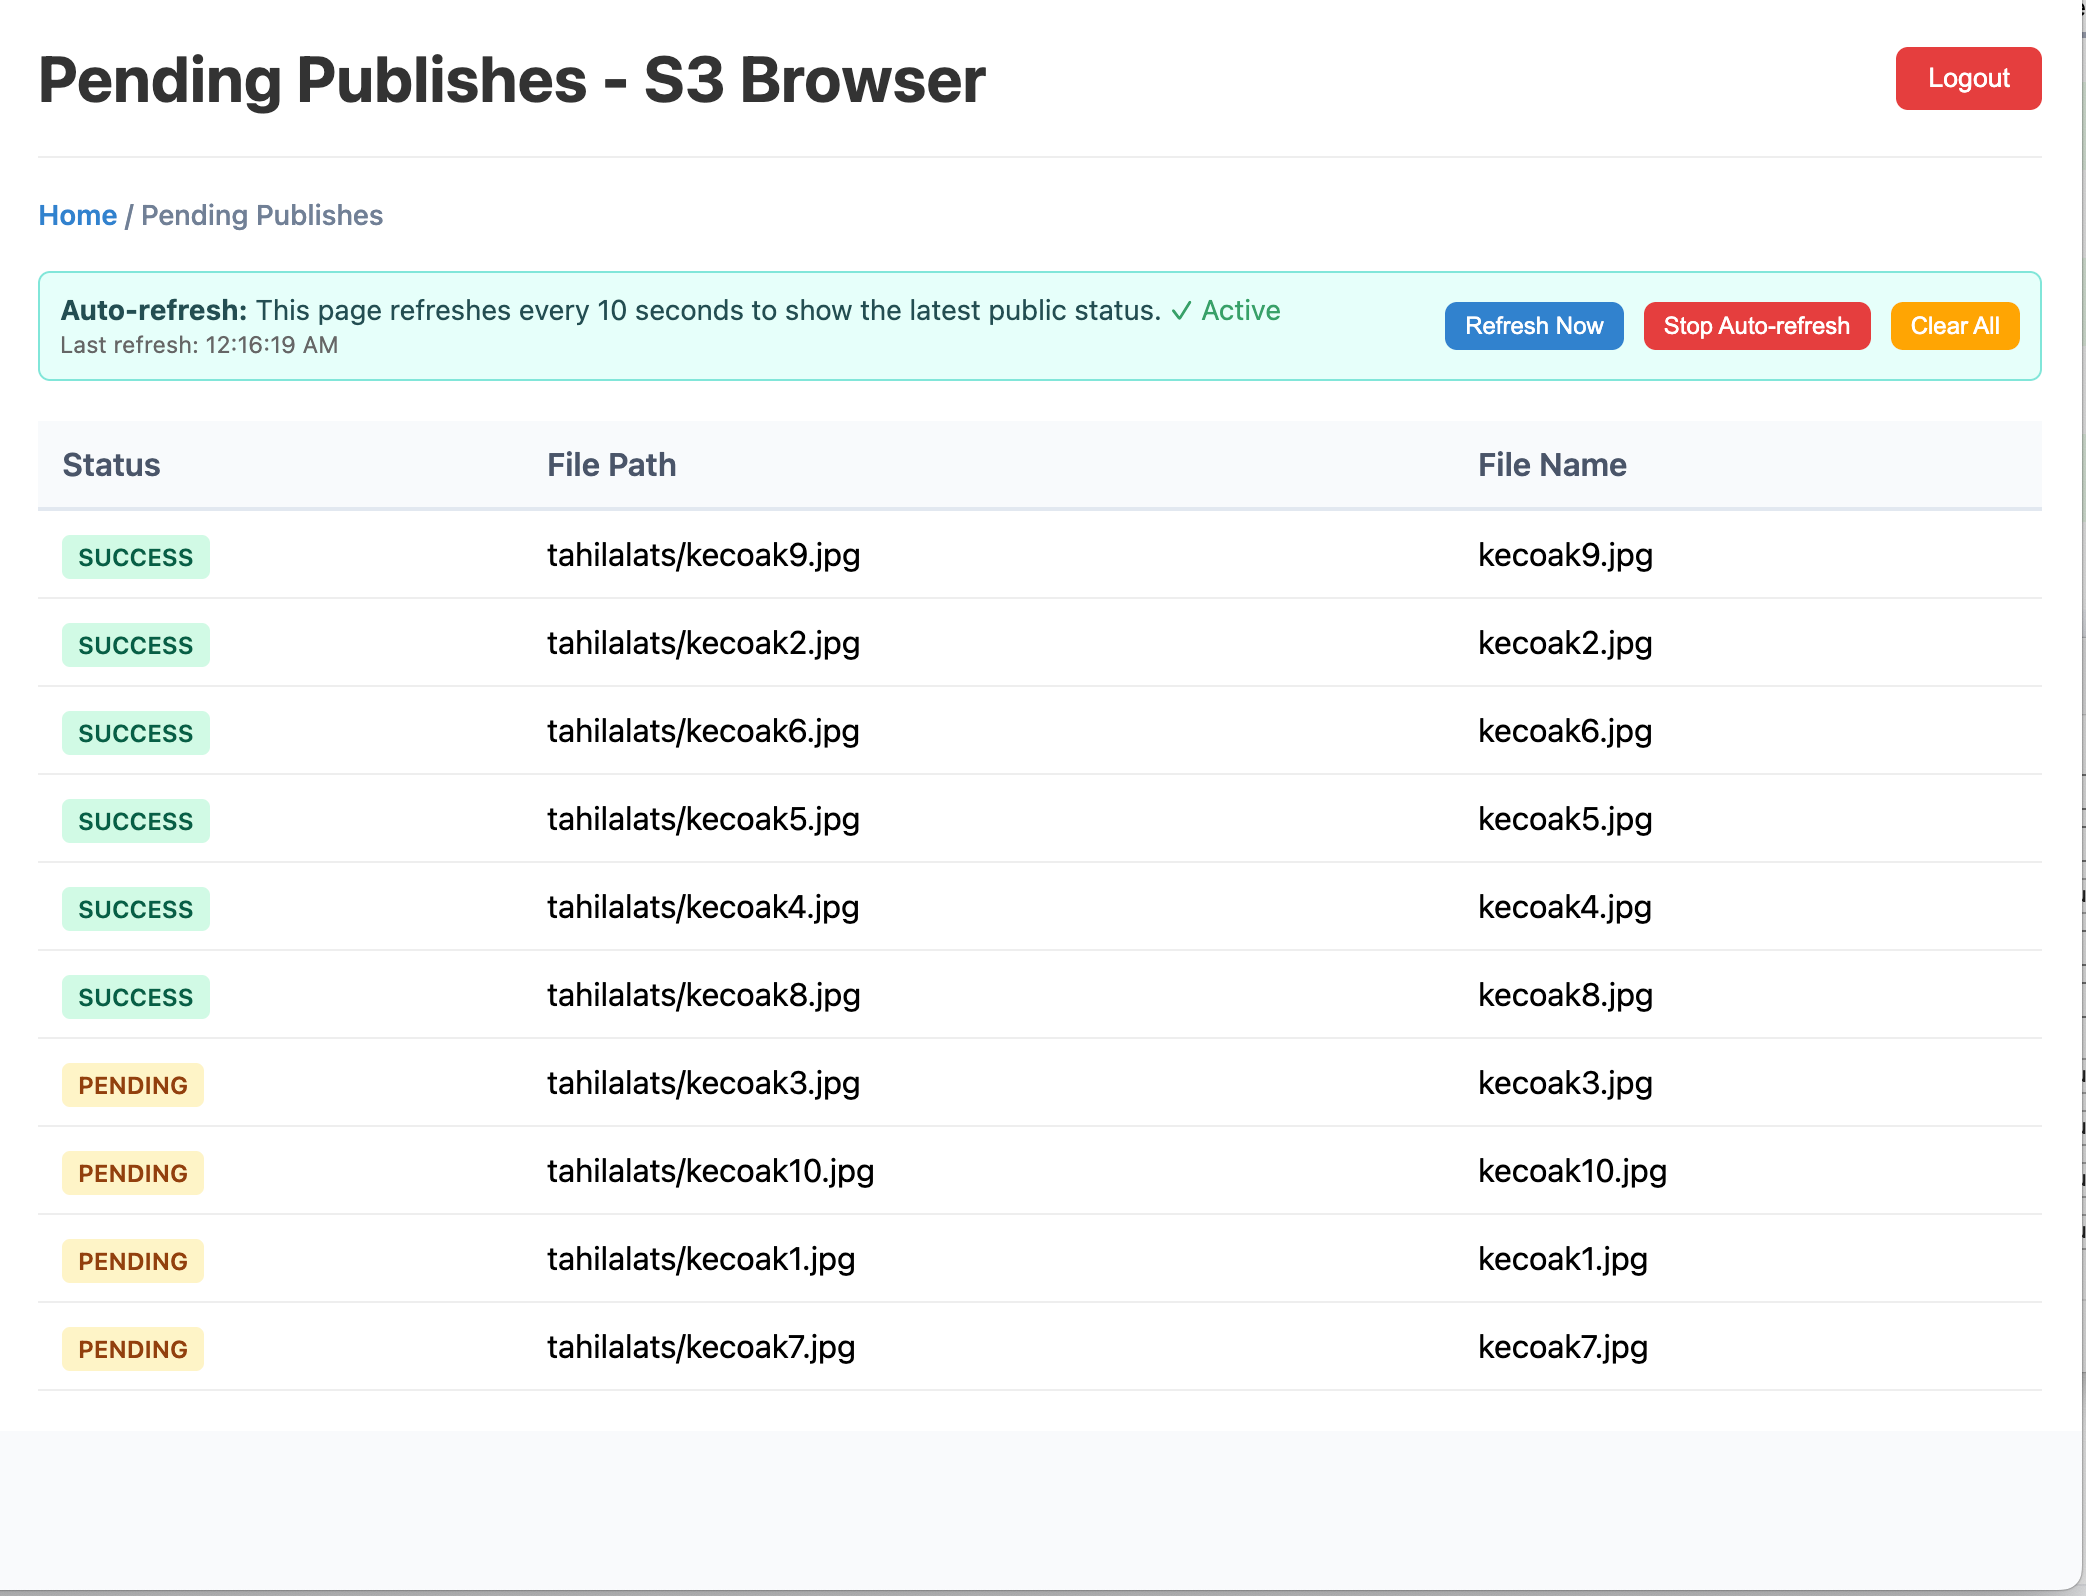 Pending Publishes - S3 Browser
Logout
Home / Pending Publishes
Auto-refresh: This page refreshes every 10 seconds to show the latest public status. ✓ Active
Last refresh: 12:16:19 AM
Refresh Now Stop Auto-refresh Clear All
Status File Path File Name
SUCCESS tahilalats/kecoak9.jpg kecoak9.jpg
SUCCESS tahilalats/kecoak2.jpg kecoak2.jpg
SUCCESS tahilalats/kecoak6.jpg kecoak6.jpg
SUCCESS tahilalats/kecoak5.jpg kecoak5.jpg
SUCCESS tahilalats/kecoak4.jpg kecoak4.jpg
SUCCESS tahilalats/kecoak8.jpg kecoak8.jpg
PENDING tahilalats/kecoak3.jpg kecoak3.jpg
PENDING tahilalats/kecoak10.jpg kecoak10.jpg
PENDING tahilalats/kecoak1.jpg kecoak1.jpg
PENDING tahilalats/kecoak7.jpg kecoak7.jpg